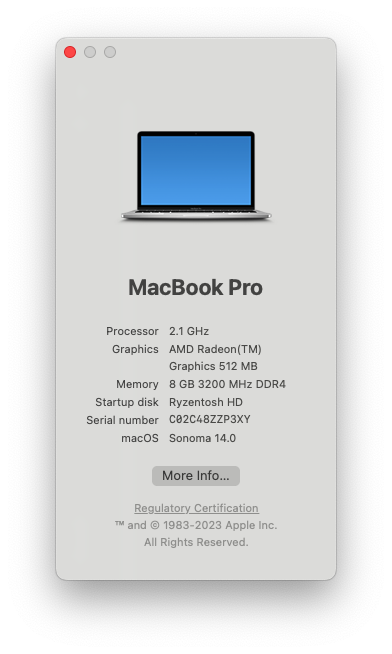 MacBook Pro
Processor 2.1 GHz
Graphics AMD Radeon(TM)
Graphics 512 MB
Memory 8 GB 3200 MHz DDR4
Startup disk Ryzentosh HD
Serial number C02C48ZZP3XY
macOS Sonoma 14.0
More Info...
Regulatory Certification
™ and © 1983-2023 Apple Inc.
All Rights Reserved.